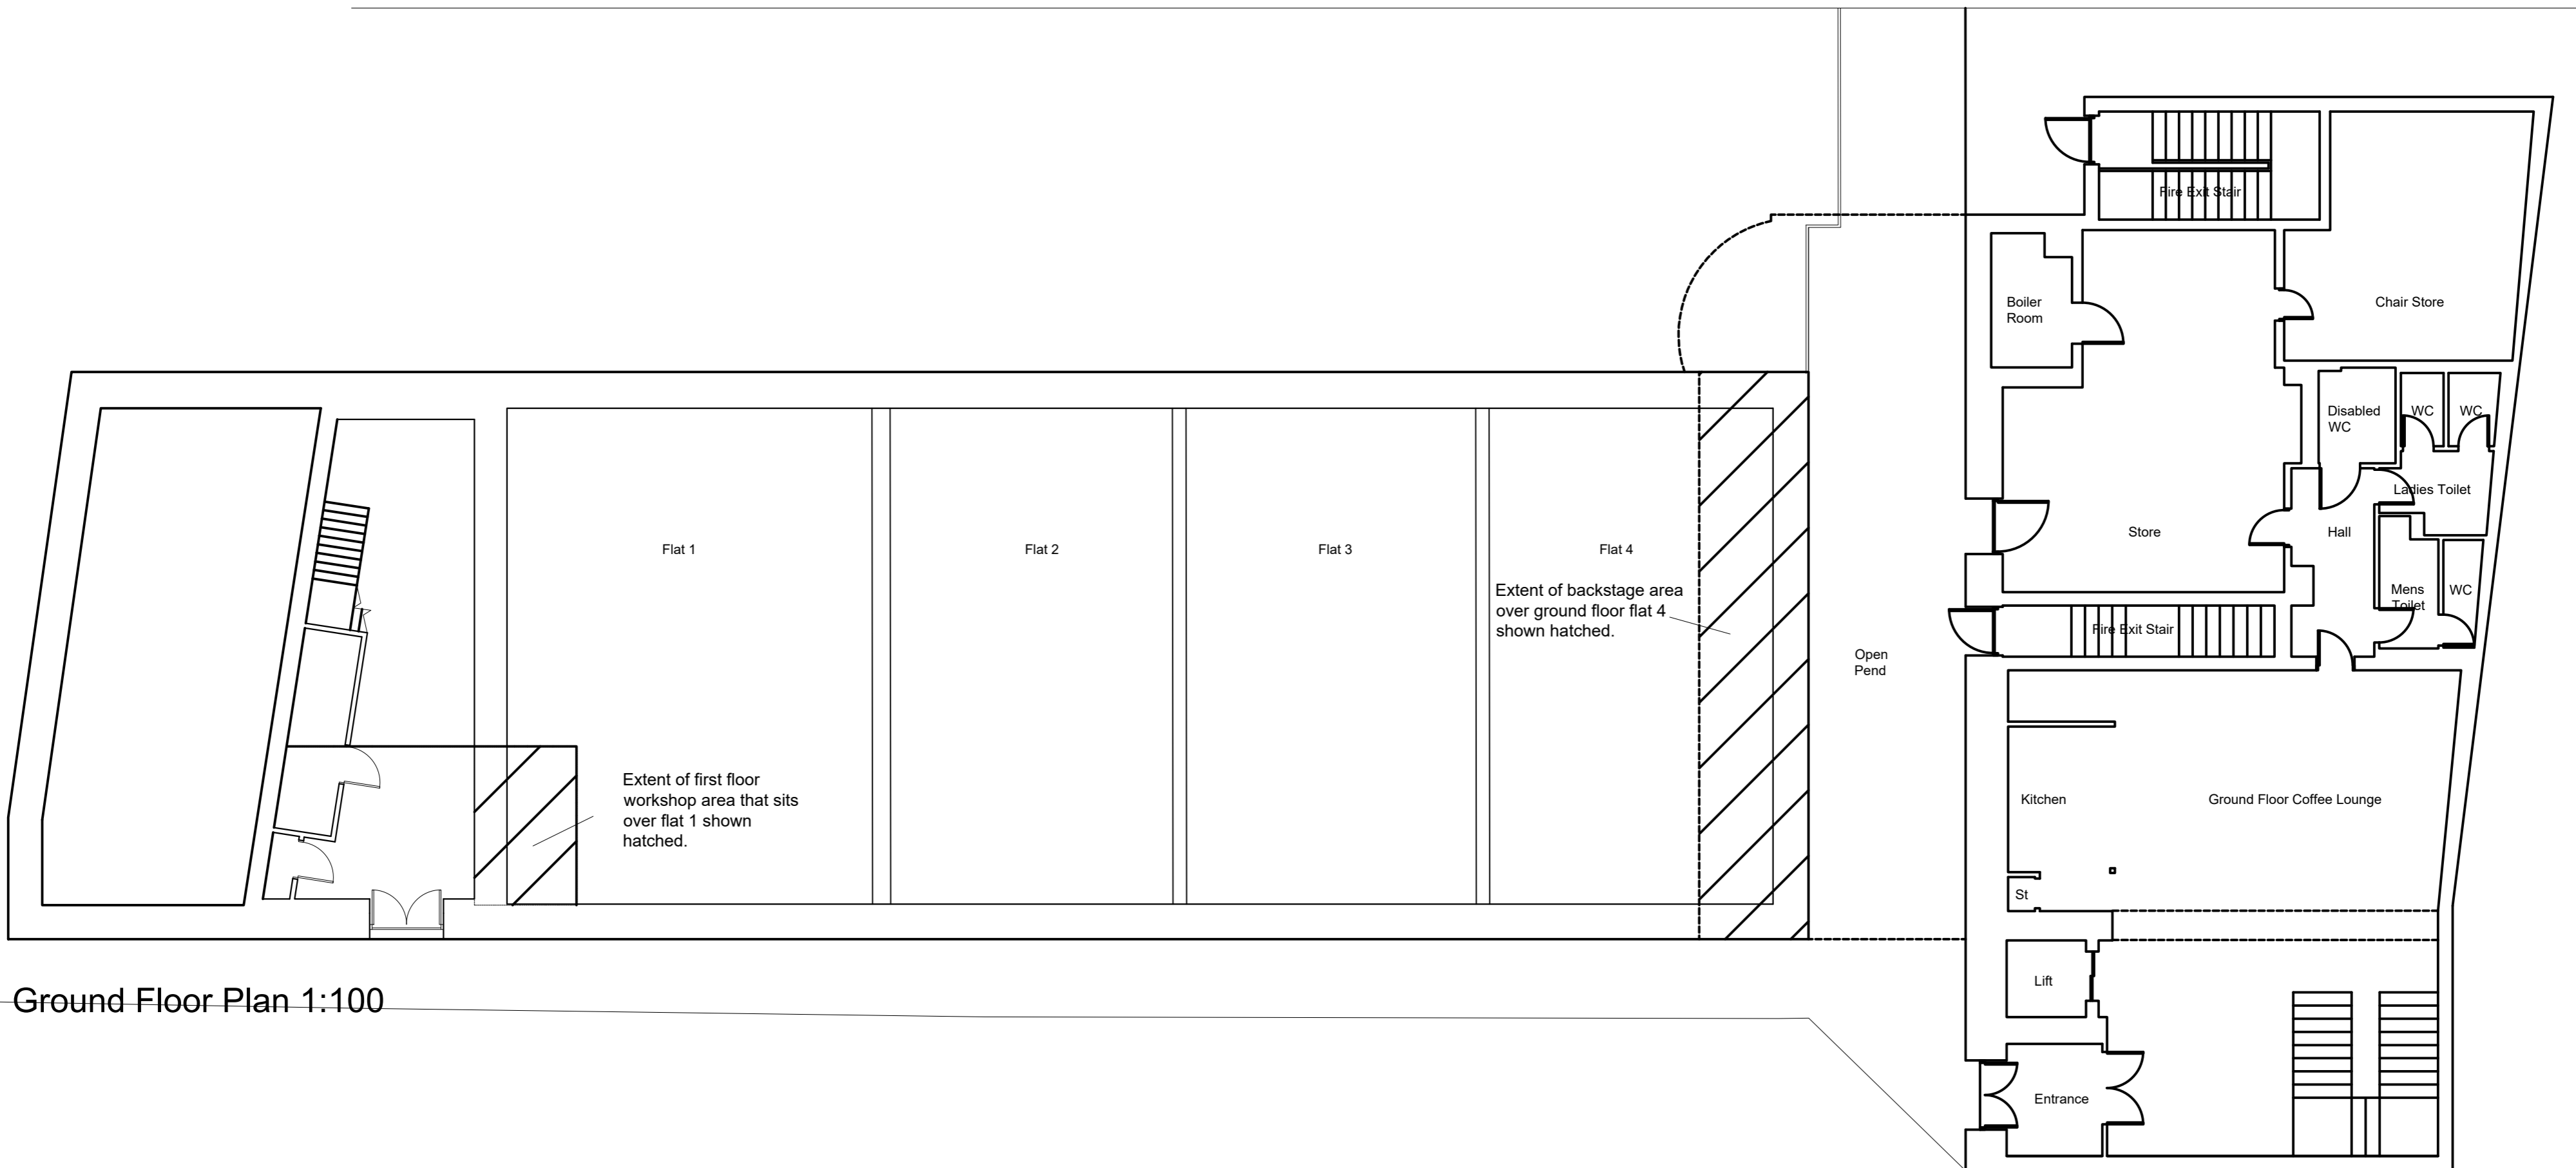 Fire Exit Stair
Boiler
Room
Chair Store
Disabled
WC
WC
WC
Ladies Toilet
Flat 1
Flat 2
Flat 3
Flat 4
Store
Hall
Extent of backstage area
over ground floor flat 4
shown hatched.
Mens
Toilet
WC
Fire Exit Stair
Open
Pend
Extent of first floor
workshop area that sits
over flat 1 shown
hatched.
Kitchen
Ground Floor Coffee Lounge
St
Lift
Ground Floor Plan 1:100
Entrance